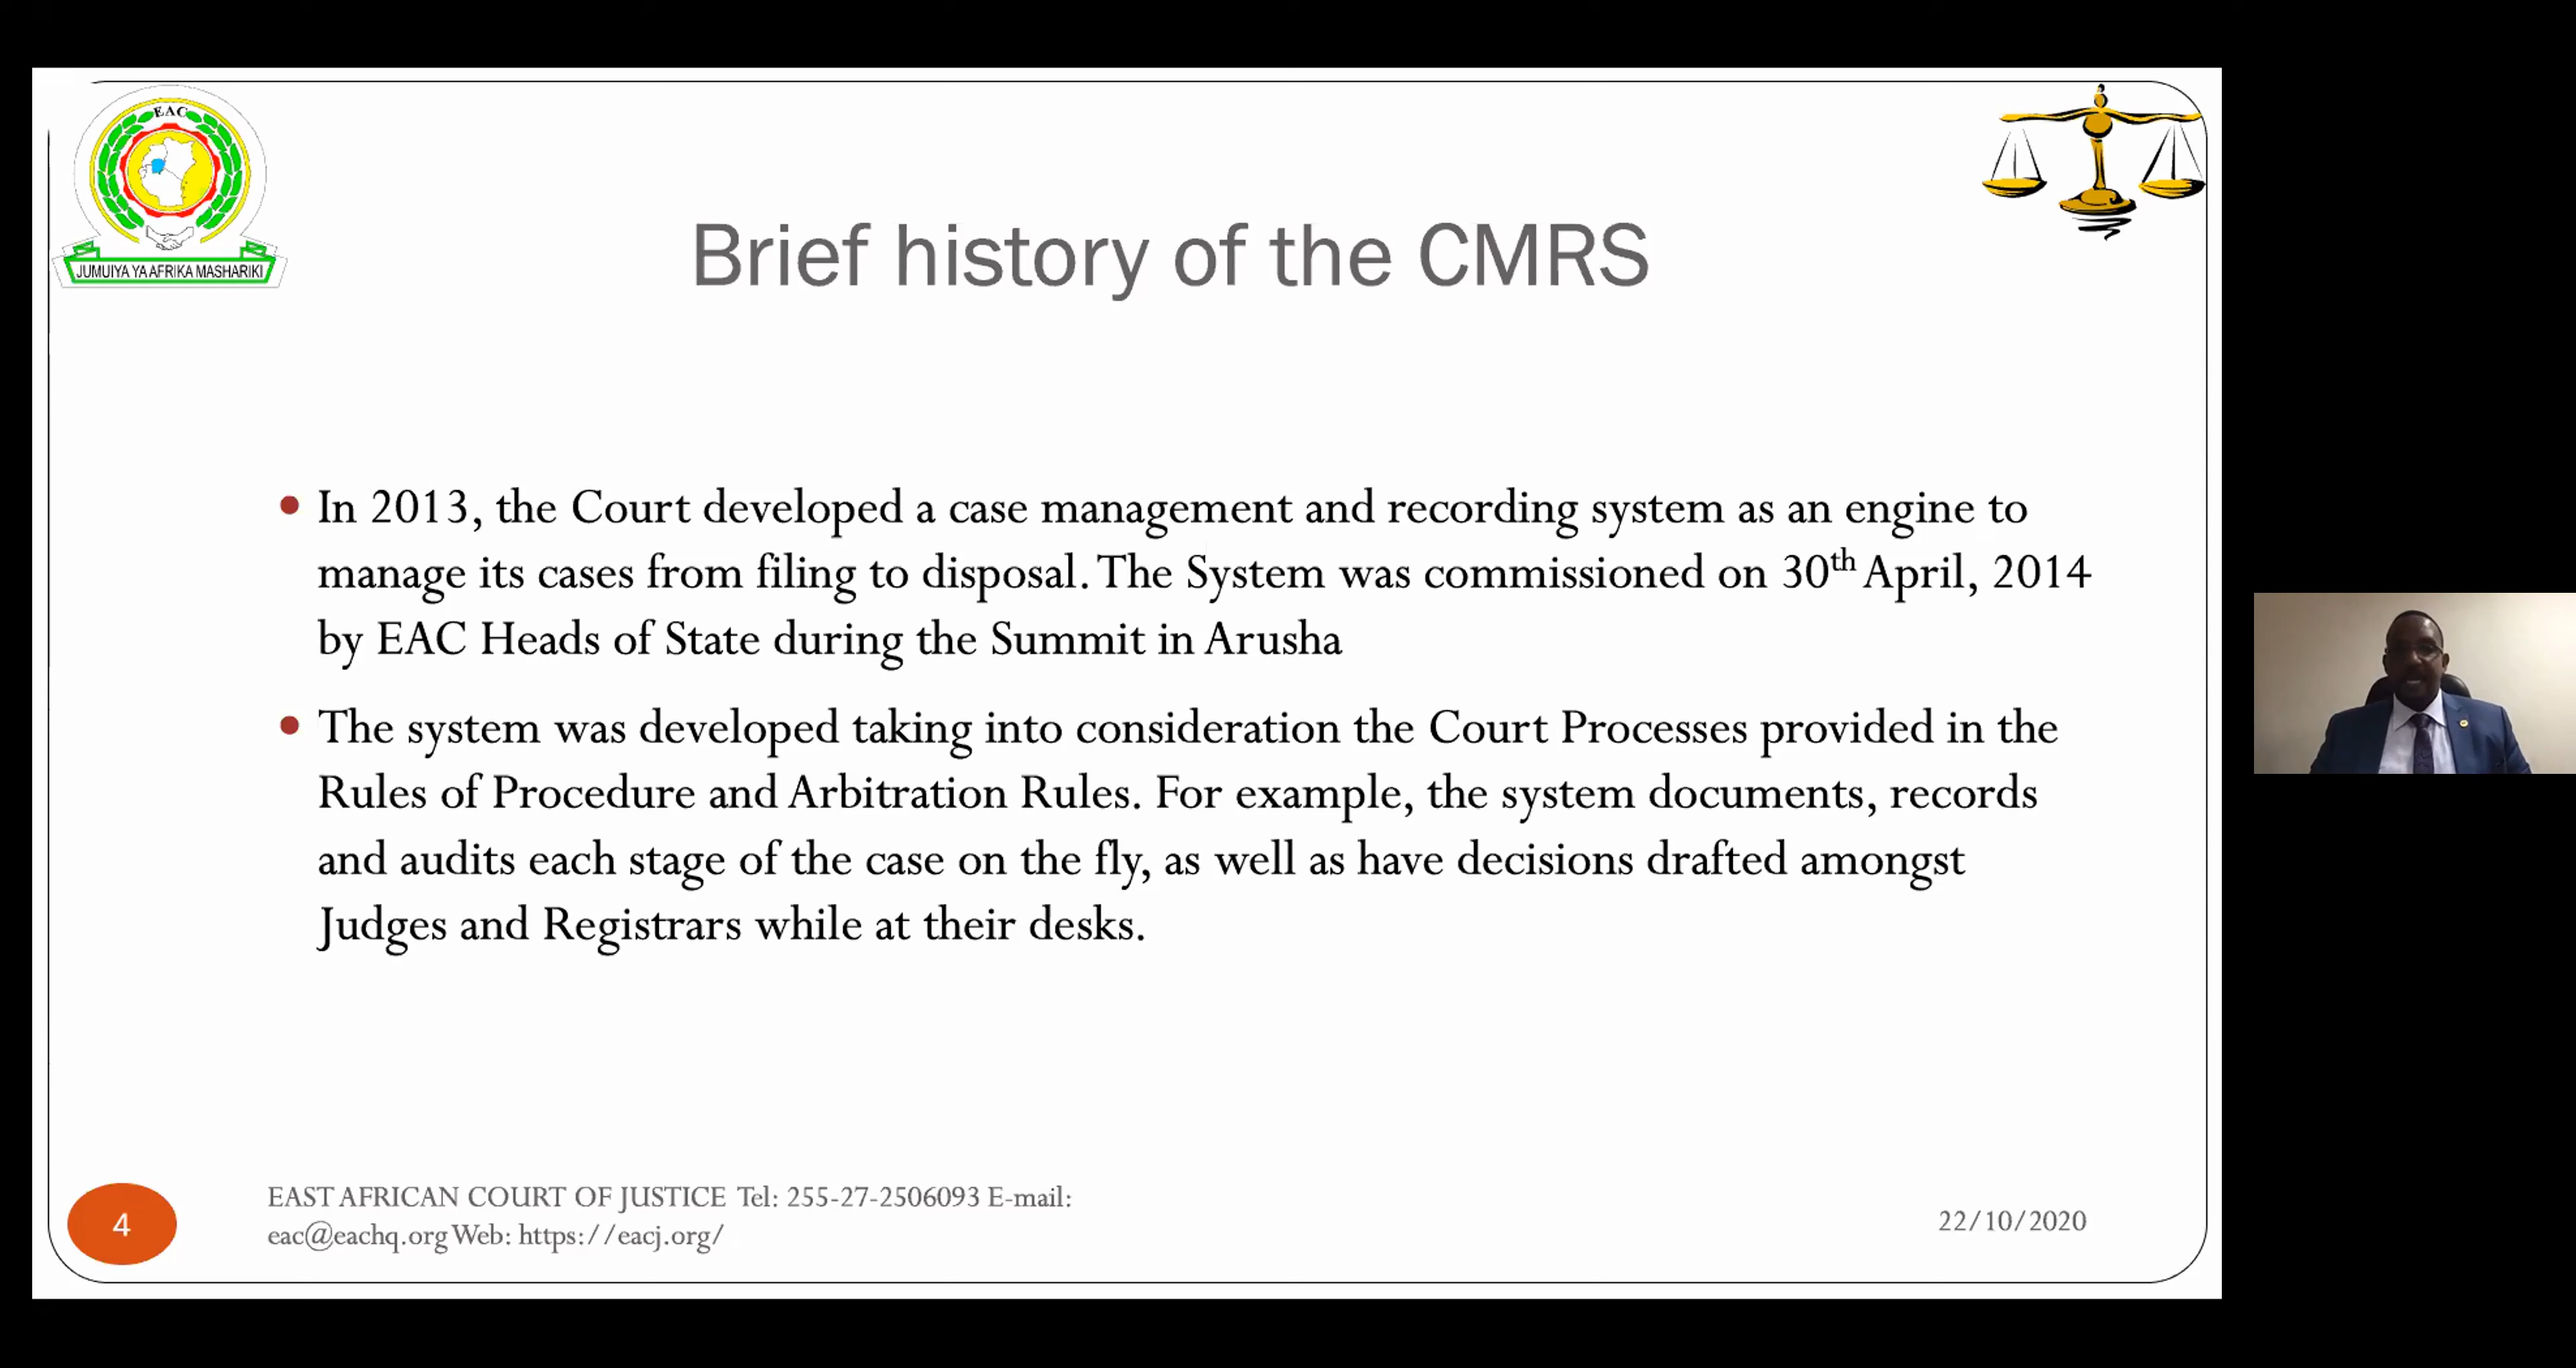 EAC
JUMUIYA YA AFRIKA MASHARIKI
Brief history of the CMRS
• In 2013, the Court developed a case management and recording system as an engine to
manage its cases from filing to disposal. The System was commissioned on 30th April, 2014
by EAC Heads of State during the Summit in Arusha
• The system was developed taking into consideration the Court Processes provided in the
Rules of Procedure and Arbitration Rules. For example, the system documents, records
and audits each stage of the case on the fly, as well as have decisions drafted amongst
Judges and Registrars while at their desks.
4
EAST AFRICAN COURT OF JUSTICE Tel: 255-27-2506093 E-mail:
eac@eachq.org Web: https://eacj.org/
22/10/2020